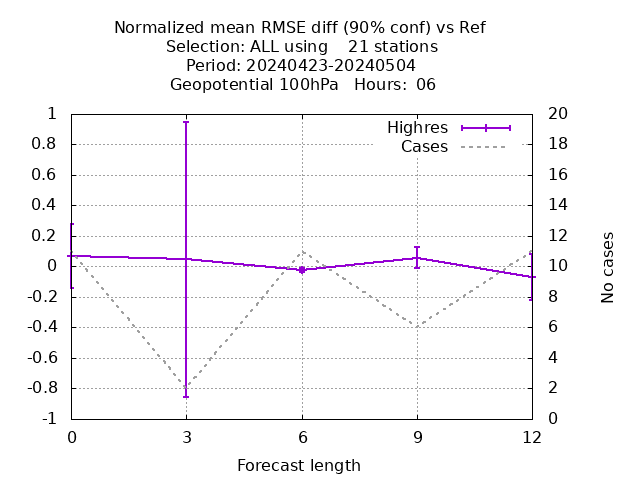 Normalized mean RMSE diff (90% conf) vs Ref
Selection: ALL using    21 stations
Period: 20240423-20240504
Geopotential 100hPa   Hours:  06
Highres
Cases
1
0.8
0.6
0.4
0.2
0
-0.2
-0.4
-0.6
-0.8
-1
20
18
16
14
12
10
8
6
4
2
0
No cases
0 3 6 9 12
Forecast length